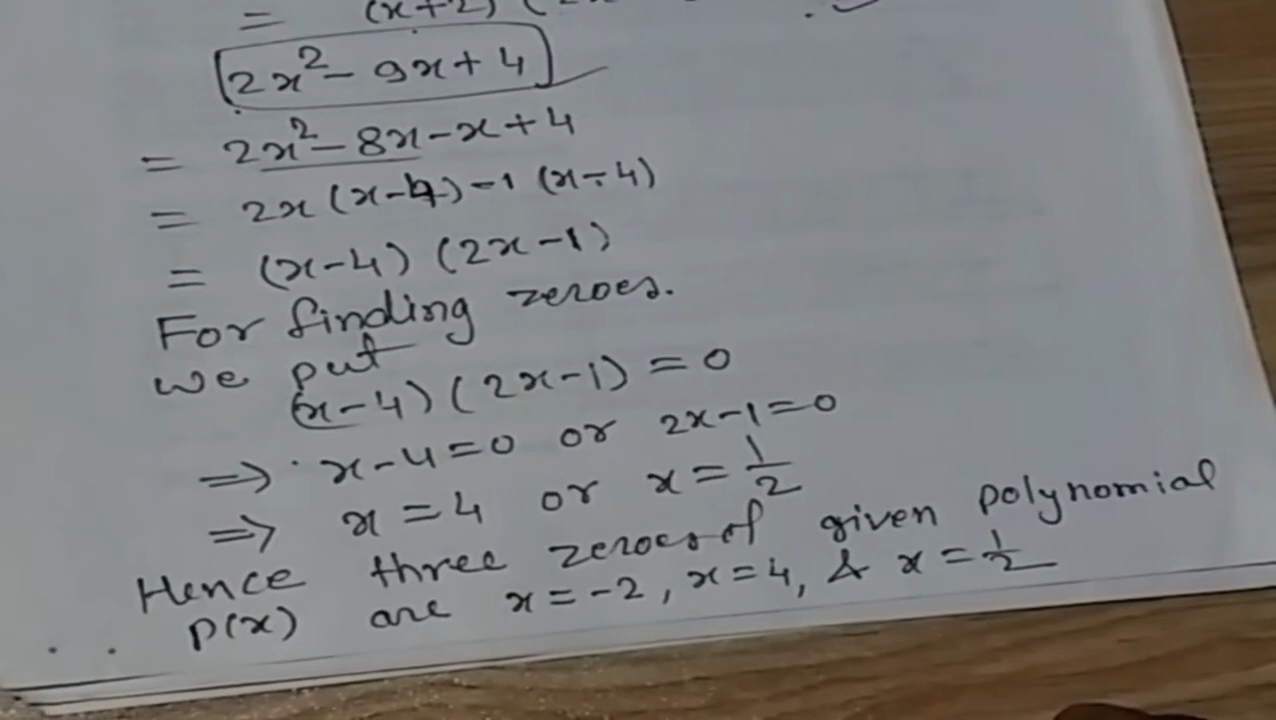 = (x+2) (2x
2x² - 9x + 4
= 2x² - 8x - x + 4
= 2x (x-4) - 1 (x-4)
= (x-4) (2x-1)
For finding zeroes.
we put
(x-4) (2x-1) = 0
=> x-4=0 or 2x-1=0
=> x=4 or x=1/2
Hence three zeroes of given polynomial
p(x) are x=-2, x=4, & x=1/2